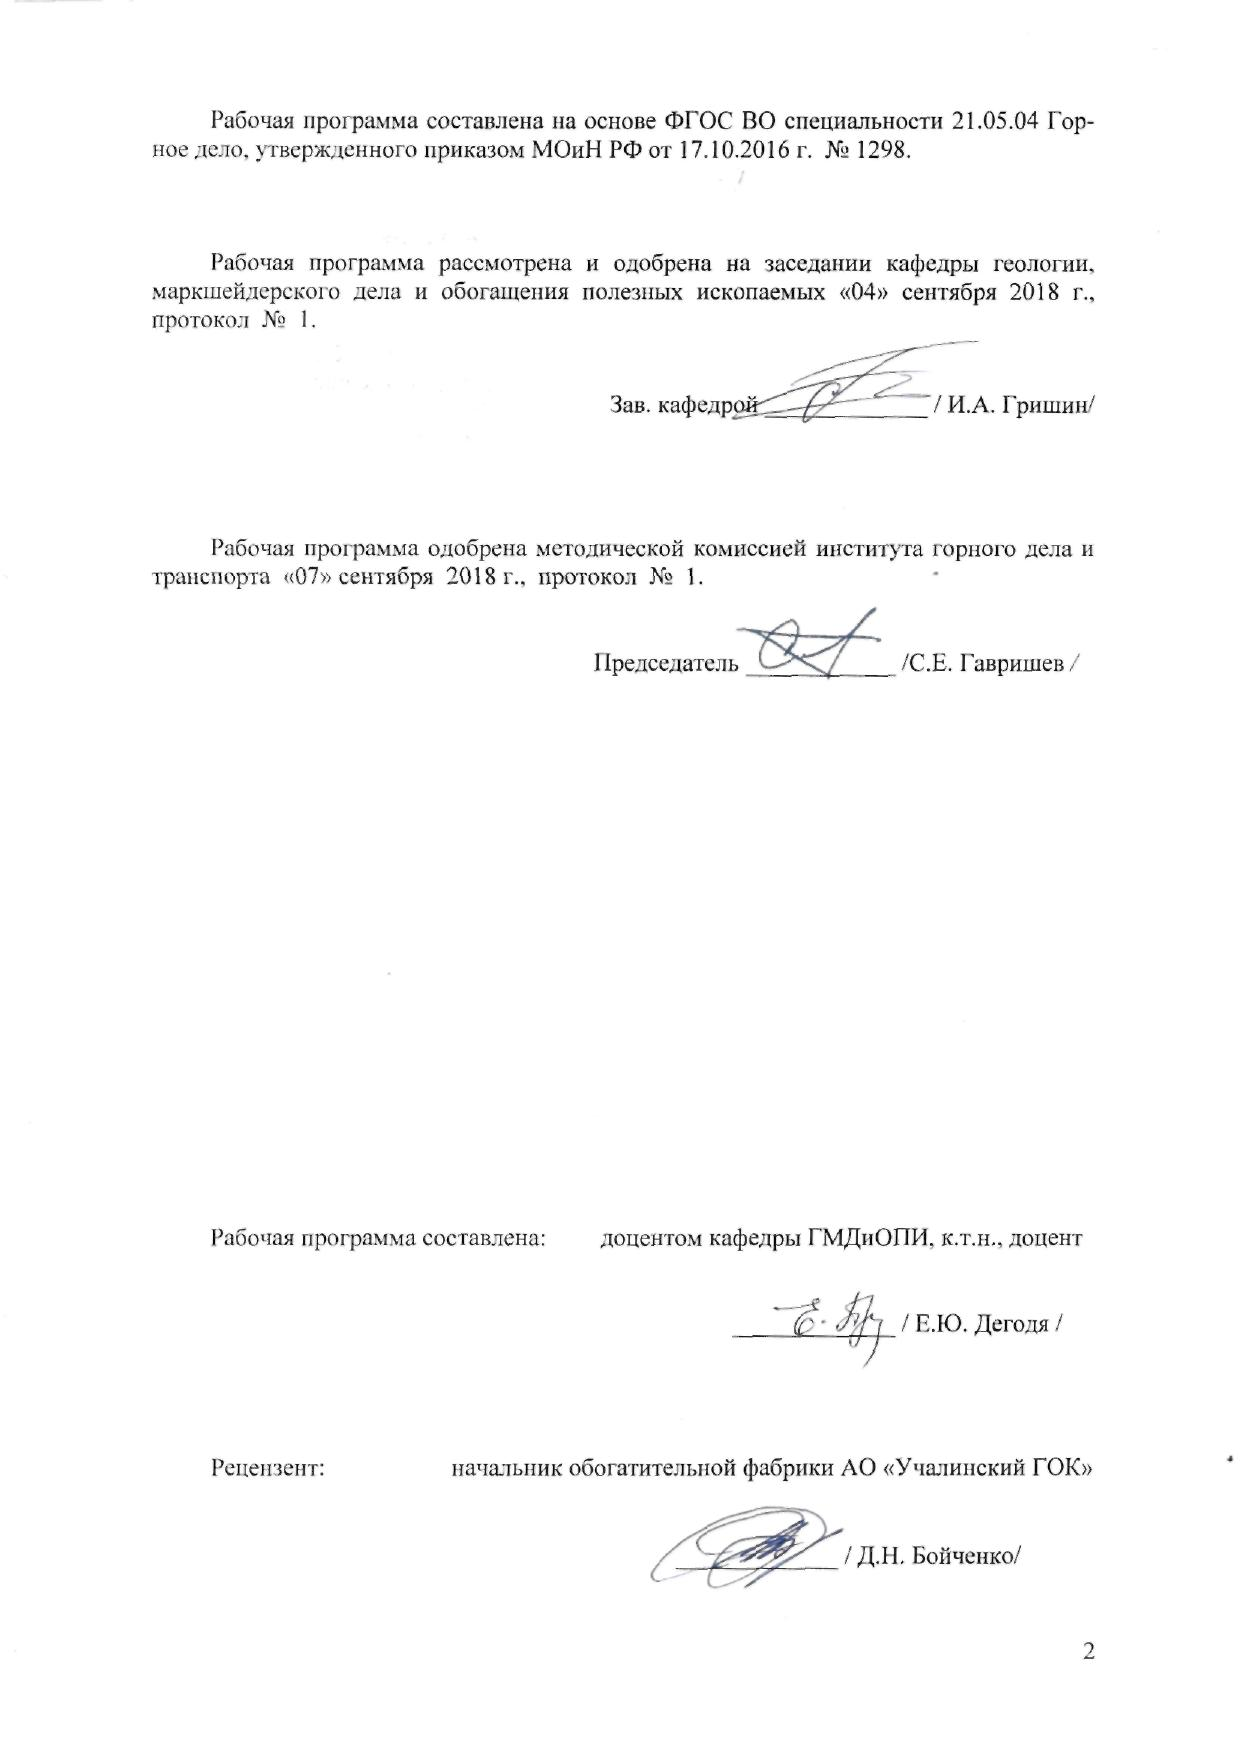 Рабочая программа составлена на основе ФГОС ВО специальности 21.05.04 Гор-
ное дело, утвержденного приказом МОиН РФ от 17.10.2016 г. № 1298.
Рабочая программа рассмотрена и одобрена на заседании кафедры геологии,
маркшейдерского дела и обогащения полезных ископаемых «04» сентября 2018 г.,
протокол № 1.
Зав. кафедрой / И.А. Гришин/
Рабочая программа одобрена методической комиссией института горного дела и
транспорта «07» сентября 2018 г., протокол № 1.
Председатель /С.Е. Гавришев /
Рабочая программа составлена: доцентом кафедры ГМДиОПИ, к.т.н., доцент
/ Е.Ю. Дегодя /
Рецензент: начальник обогатительной фабрики АО «Учалинский ГОК»
/ Д.Н. Бойченко/
2